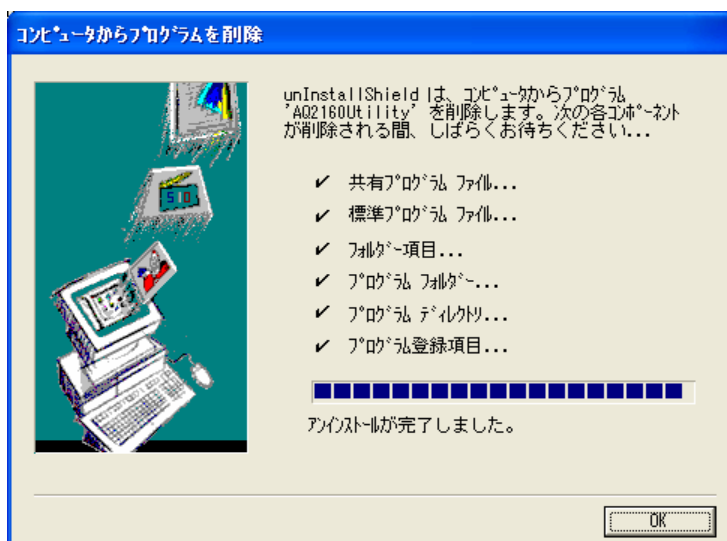 ｺﾝﾋﾟｭｰﾀからﾌﾟﾛｸﾞﾗﾑを削除
unInstallShield は、ｺﾝﾋﾟｭｰﾀからﾌﾟﾛｸﾞﾗﾑ
'AQ2160Utility' を削除します。次の各ｺﾝﾎﾟｰﾈﾝﾄ
が削除される間、しばらくお待ちください...
✔ 共有ﾌﾟﾛｸﾞﾗﾑ ﾌｧｲﾙ...
✔ 標準ﾌﾟﾛｸﾞﾗﾑ ﾌｧｲﾙ...
✔ ﾌｫﾙﾀﾞｰ項目...
✔ ﾌﾟﾛｸﾞﾗﾑ ﾌｫﾙﾀﾞｰ...
✔ ﾌﾟﾛｸﾞﾗﾑ ﾃﾞｨﾚｸﾄﾘ...
✔ ﾌﾟﾛｸﾞﾗﾑ登録項目...
ｱﾝｲﾝｽﾄｰﾙが完了しました。
OK